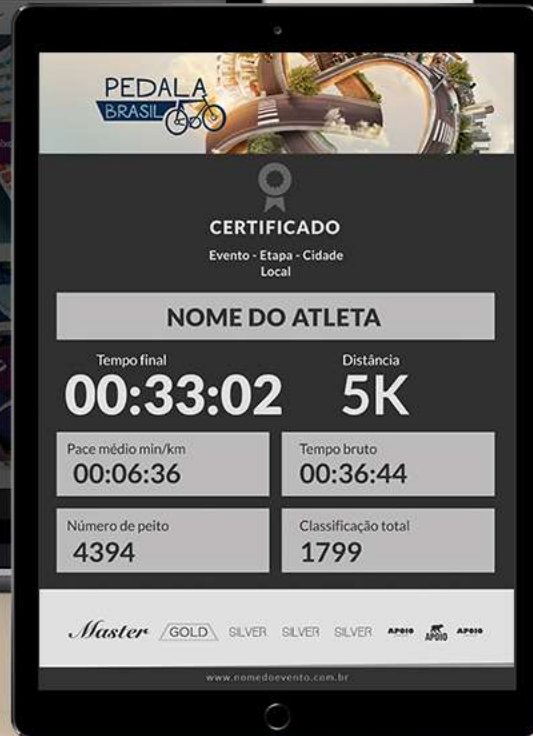 PEDALA
BRASIL
CERTIFICADO
Evento - Etapa - Cidade
Local
NOME DO ATLETA
Tempo final
00:33:02
Distância
5K
Pace médio min/km
00:06:36
Tempo bruto
00:36:44
Número de peito
4394
Classificação total
1799
Master GOLD SILVER SILVER SILVER APOIO APOIO APOIO
www.nomedoevento.com.br